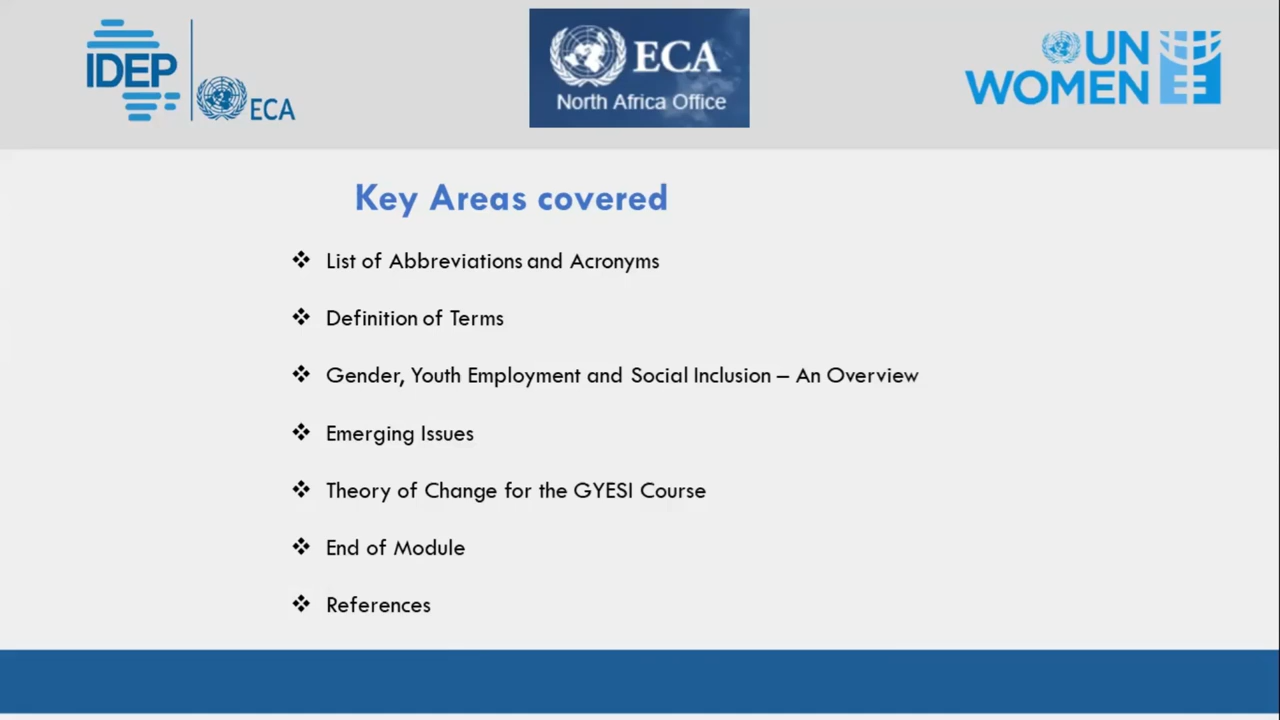 IDEP
ECA
ECA
North Africa Office
UN
WOMEN
Key Areas covered
❖ List of Abbreviations and Acronyms
❖ Definition of Terms
❖ Gender, Youth Employment and Social Inclusion – An Overview
❖ Emerging Issues
❖ Theory of Change for the GYESI Course
❖ End of Module
❖ References